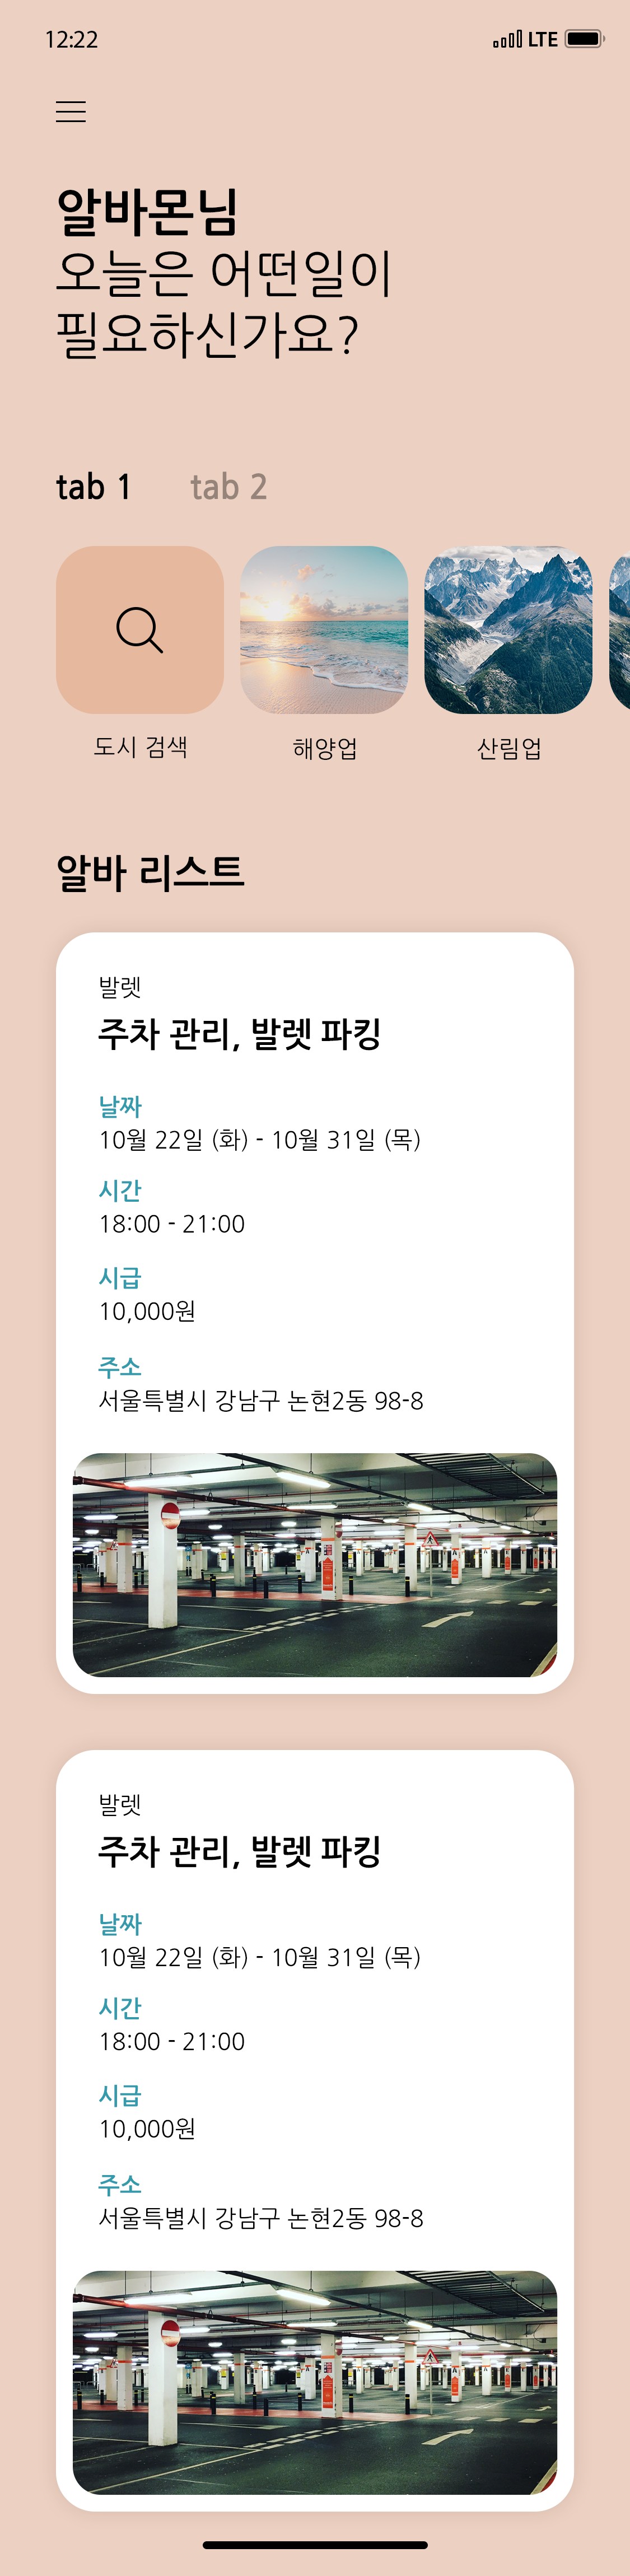 12:22
LTE
알바몬님
오늘은 어떤일이
필요하신가요?
tab 1 tab 2
도시 검색 해양업 산림업
알바 리스트
발렛
주차 관리, 발렛 파킹
날짜
10월 22일 (화) - 10월 31일 (목)
시간
18:00 - 21:00
시급
10,000원
주소
서울특별시 강남구 논현2동 98-8
발렛
주차 관리, 발렛 파킹
날짜
10월 22일 (화) - 10월 31일 (목)
시간
18:00 - 21:00
시급
10,000원
주소
서울특별시 강남구 논현2동 98-8